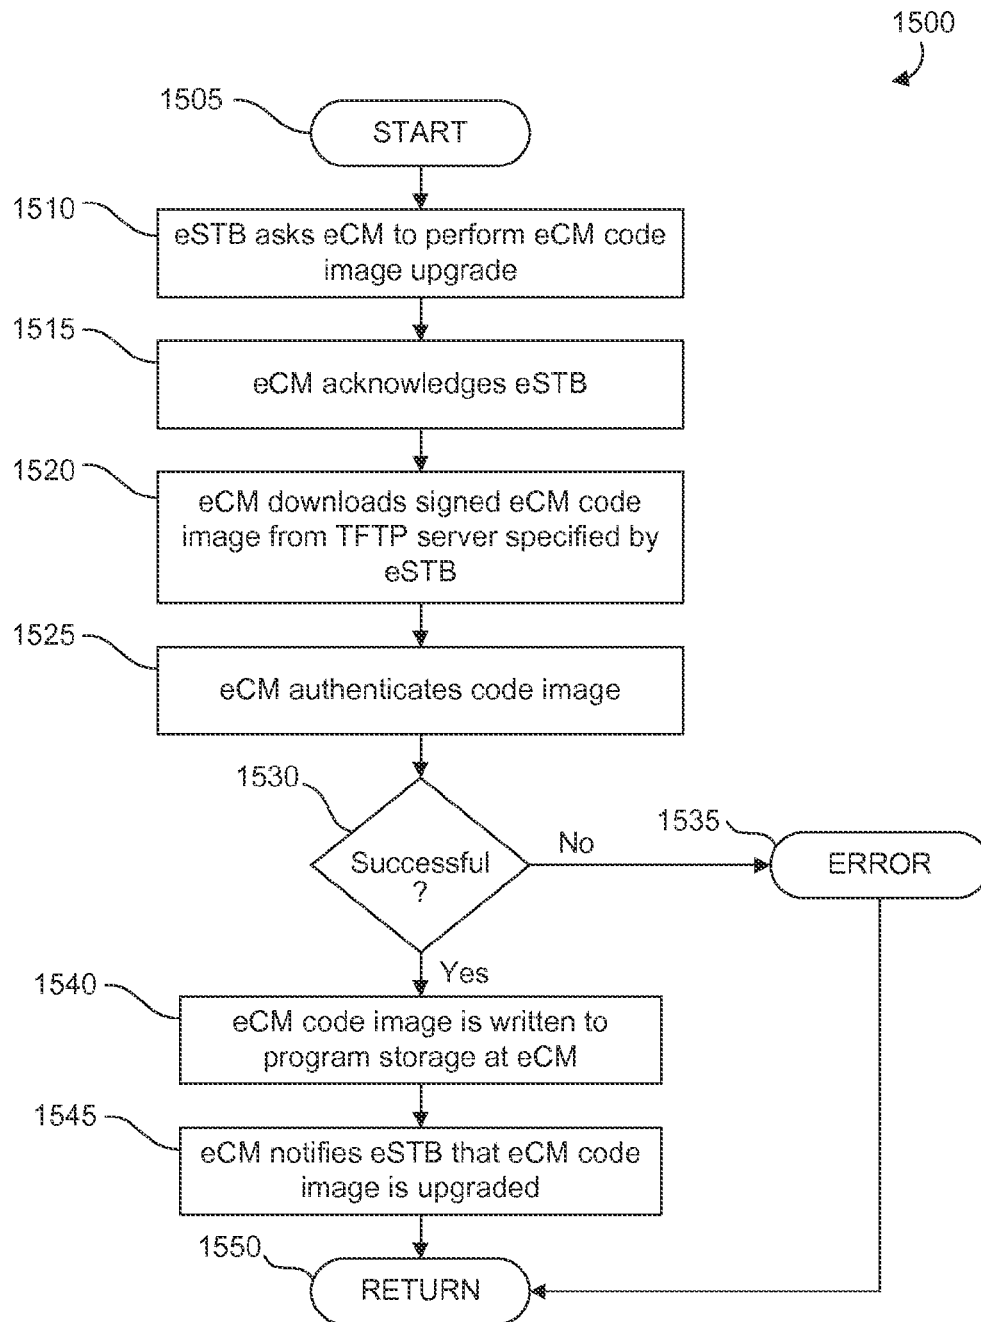 1500
1505
START
1510
eSTB asks eCM to perform eCM code
image upgrade
1515
eCM acknowledges eSTB
1520
eCM downloads signed eCM code
image from TFTP server specified by
eSTB
1525
eCM authenticates code image
1530
Successful
?
No
1535
ERROR
Yes
1540
eCM code image is written to
program storage at eCM
1545
eCM notifies eSTB that eCM code
image is upgraded
1550
RETURN